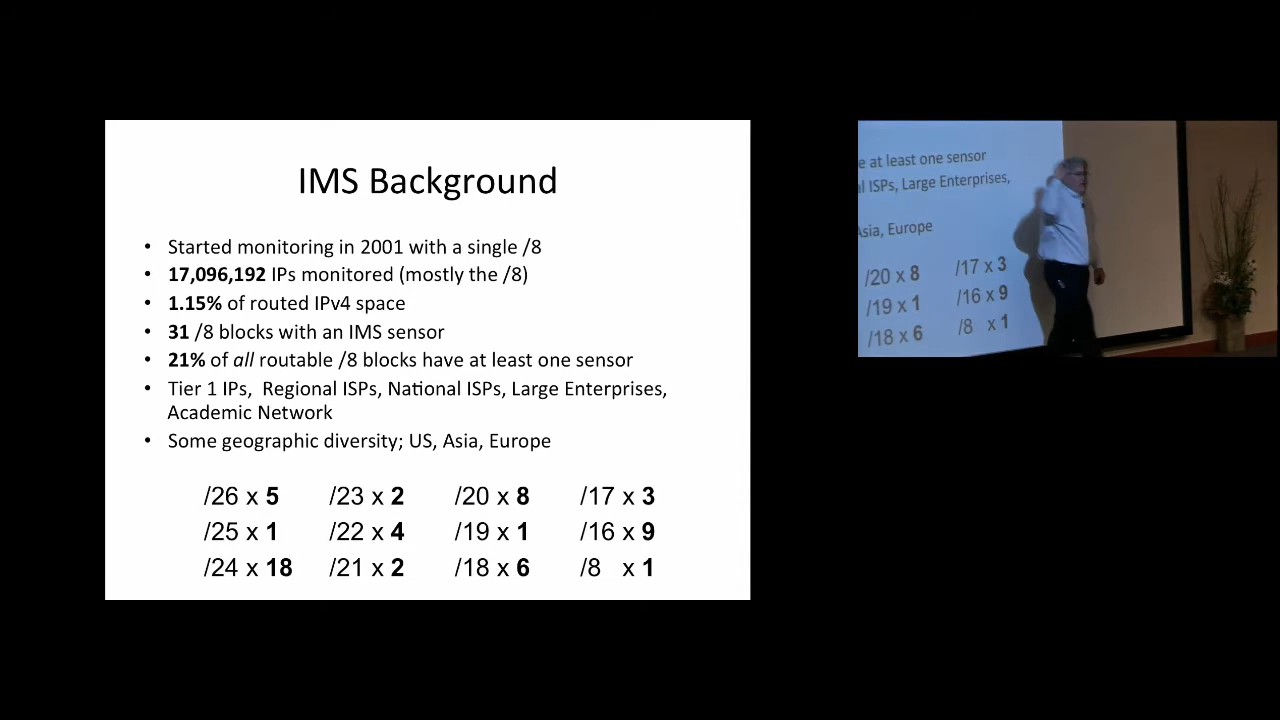 IMS Background
• Started monitoring in 2001 with a single /8
• 17,096,192 IPs monitored (mostly the /8)
• 1.15% of routed IPv4 space
• 31 /8 blocks with an IMS sensor
• 21% of all routable /8 blocks have at least one sensor
• Tier 1 IPs, Regional ISPs, National ISPs, Large Enterprises,
Academic Network
• Some geographic diversity; US, Asia, Europe
/26 x 5 /23 x 2 /20 x 8 /17 x 3
/25 x 1 /22 x 4 /19 x 1 /16 x 9
/24 x 18 /21 x 2 /18 x 6 /8 x 1
e at least one sensor
l ISPs, Large Enterprises,
Asia, Europe
/20 x 8 /17 x 3
/19 x 1 /16 x 9
/18 x 6 /8 x 1